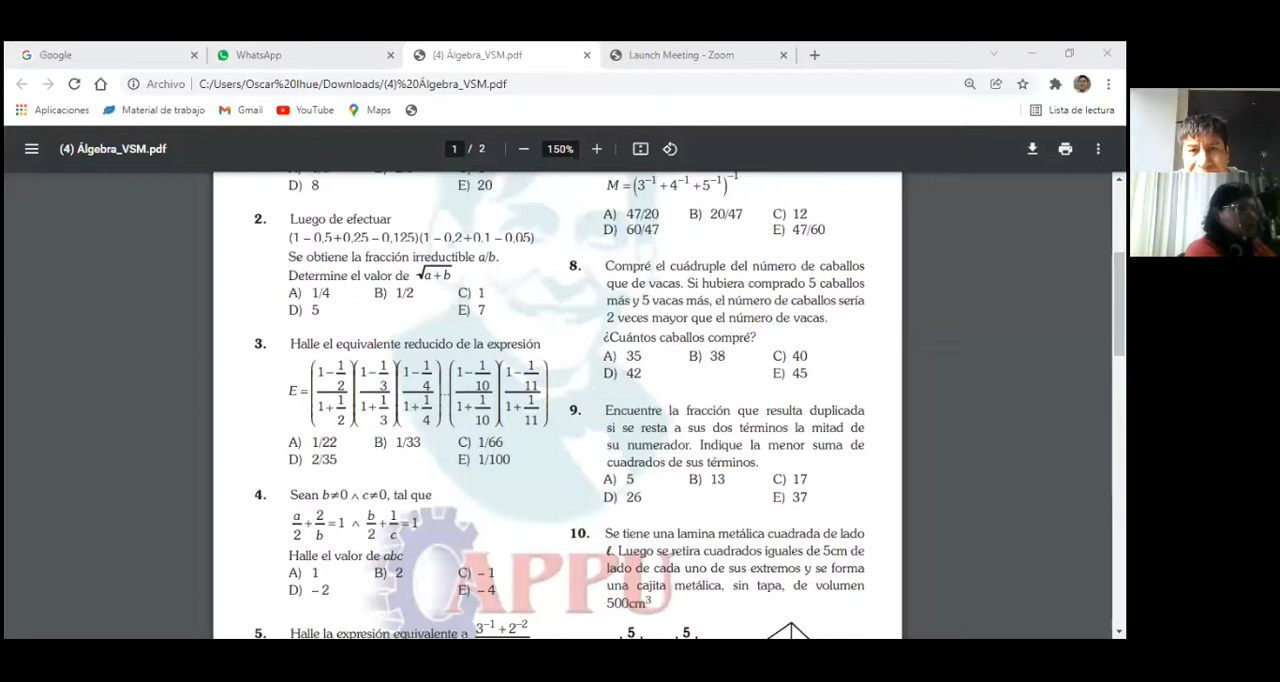 Google
WhatsApp
(4) Álgebra_VSM.pdf
Launch Meeting - Zoom
Archivo
C:/Users/Oscar%20Ihue/Downloads/(4)%20Álgebra_VSM.pdf
Aplicaciones
Material de trabajo
Gmail
YouTube
Maps
Lista de lectura
(4) Álgebra_VSM.pdf
1 / 2
150%
D) 8 E) 20
2. Luego de efectuar
(1 – 0,5+0,25 – 0,125)(1 – 0,2+0,1 – 0,05)
Se obtiene la fracción irreductible a/b.
Determine el valor de √a+b
A) 1/4 B) 1/2 C) 1
D) 5 E) 7
3. Halle el equivalente reducido de la expresión
E = ((1-1/2)/(1+1/2))((1-1/3)/(1+1/3))((1-1/4)/(1+1/4))...((1-1/10)/(1+1/10))((1-1/11)/(1+1/11))
A) 1/22 B) 1/33 C) 1/66
D) 2/35 E) 1/100
4. Sean b≠0 ∧ c≠0, tal que
a/2 + 2/b = 1 ∧ b/2 + 1/c = 1
Halle el valor de abc
A) 1 B) 2 C) – 1
D) – 2 E) – 4
5. Halle la expresión equivalente a 3⁻¹ + 2⁻²
M = (3⁻¹ + 4⁻¹ + 5⁻¹)⁻¹
A) 47/20 B) 20/47 C) 12
D) 60/47 E) 47/60
8. Compré el cuádruple del número de caballos
que de vacas. Si hubiera comprado 5 caballos
más y 5 vacas más, el número de caballos sería
2 veces mayor que el número de vacas.
¿Cuántos caballos compré?
A) 35 B) 38 C) 40
D) 42 E) 45
9. Encuentre la fracción que resulta duplicada
si se resta a sus dos términos la mitad de
su numerador. Indique la menor suma de
cuadrados de sus términos.
A) 5 B) 13 C) 17
D) 26 E) 37
10. Se tiene una lamina metálica cuadrada de lado
ℓ. Luego se retira cuadrados iguales de 5cm de
lado de cada uno de sus extremos y se forma
una cajita metálica, sin tapa, de volumen
500cm³
5 5
APPU